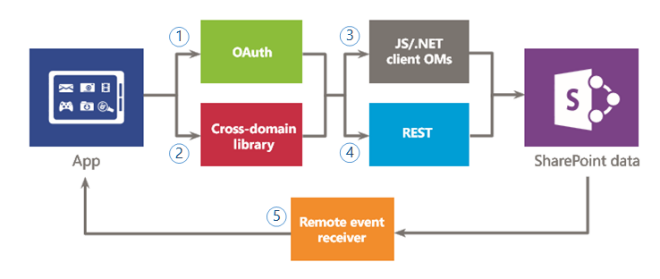 1
OAuth
3
JS/.NET
client OMs
S
App
2
Cross-domain
library
4
REST
SharePoint data
5
Remote event
receiver